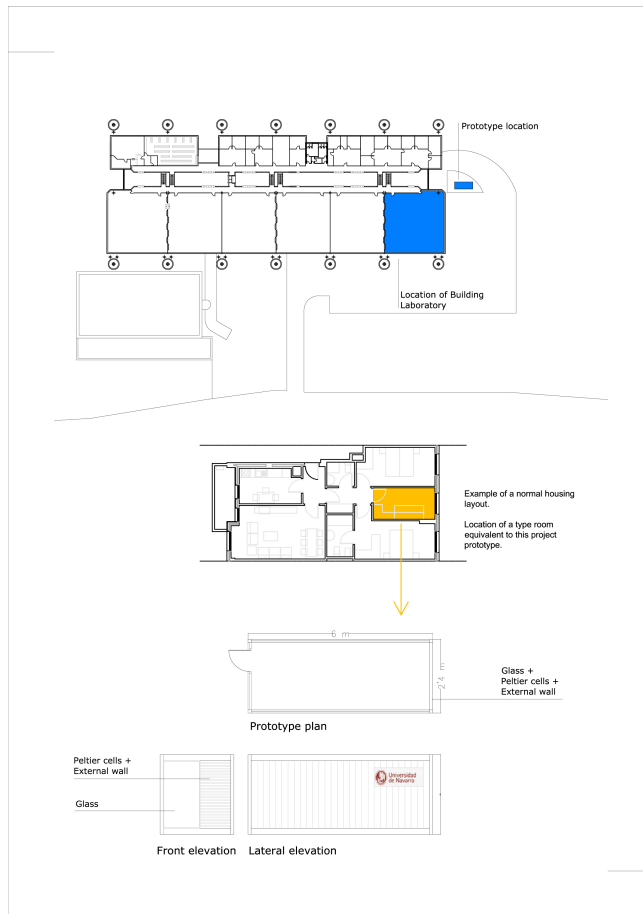 Prototype location
Location of Building
Laboratory
Example of a normal housing
layout.
Location of a type room
equivalent to this project
prototype.
6 m
2'4 m
Glass +
Peltier cells +
External wall
Prototype plan
Peltier cells +
External wall
Glass
Universidad
de Navarra
Front elevation
Lateral elevation